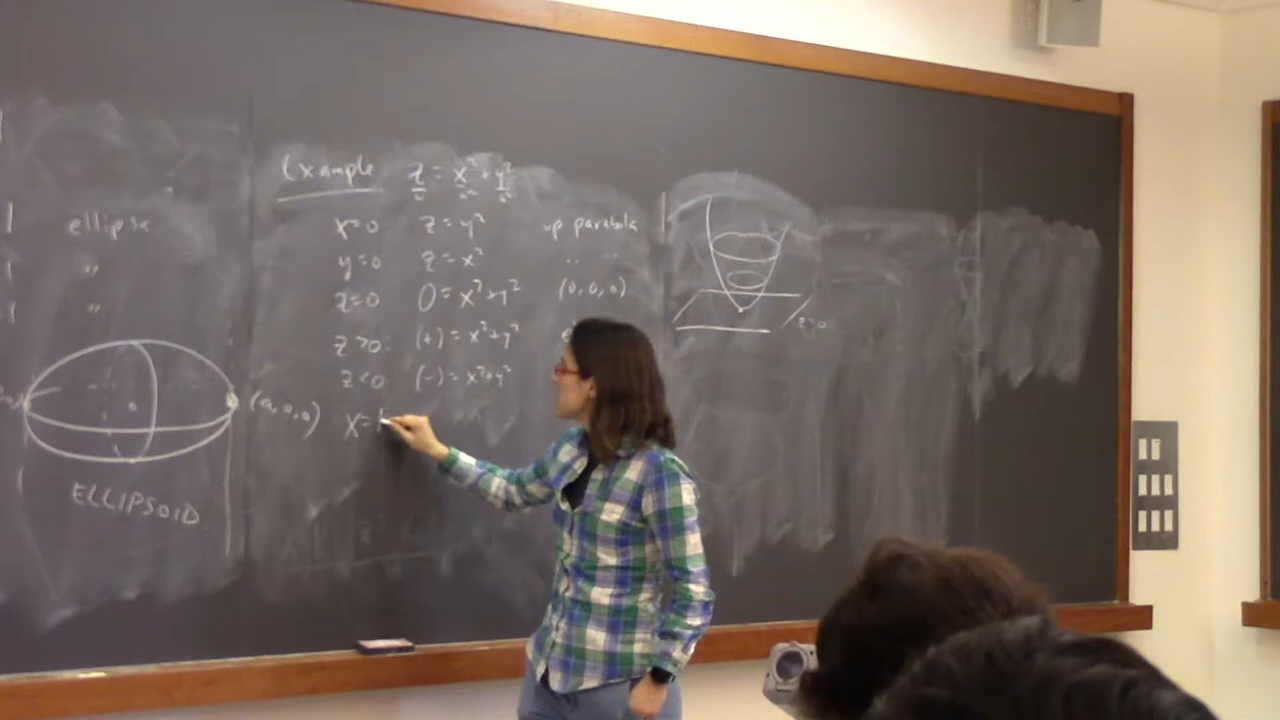 ellipse
"
"
(a,0,0)
ELLIPSOID
Example z = x² + y²
x=0 z = y² up parabola
y=0 z = x² " "
z=0 0 = x² + y² (0,0,0)
z>0: (+) = x² + y²
z<0 (-) = x² + y²
x=
z=0